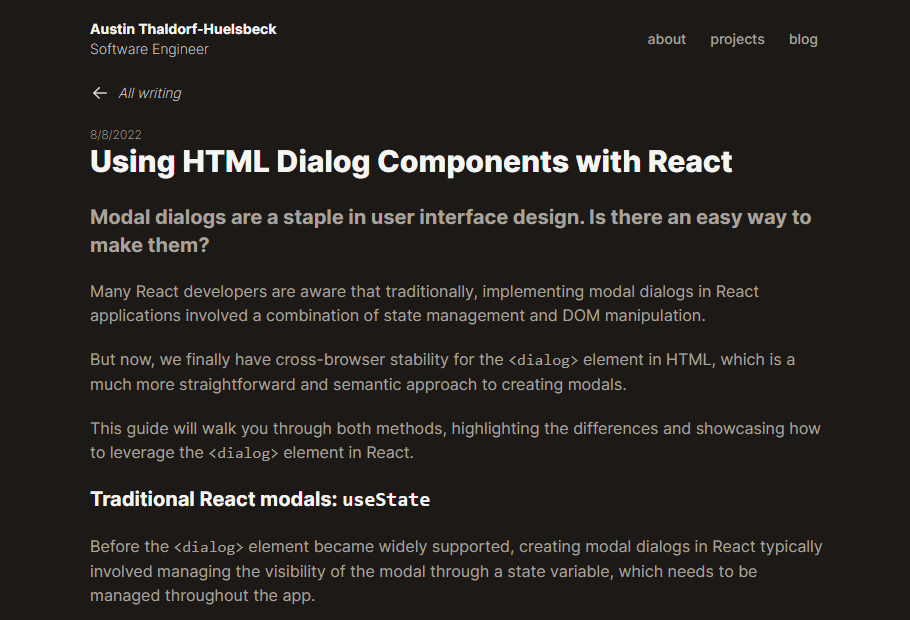 Austin Thaldorf-Huelsbeck
Software Engineer
about projects blog
← All writing
8/8/2022
Using HTML Dialog Components with React
Modal dialogs are a staple in user interface design. Is there an easy way to
make them?
Many React developers are aware that traditionally, implementing modal dialogs in React
applications involved a combination of state management and DOM manipulation.
But now, we finally have cross-browser stability for the <dialog> element in HTML, which is a
much more straightforward and semantic approach to creating modals.
This guide will walk you through both methods, highlighting the differences and showcasing how
to leverage the <dialog> element in React.
Traditional React modals: useState
Before the <dialog> element became widely supported, creating modal dialogs in React typically
involved managing the visibility of the modal through a state variable, which needs to be
managed throughout the app.